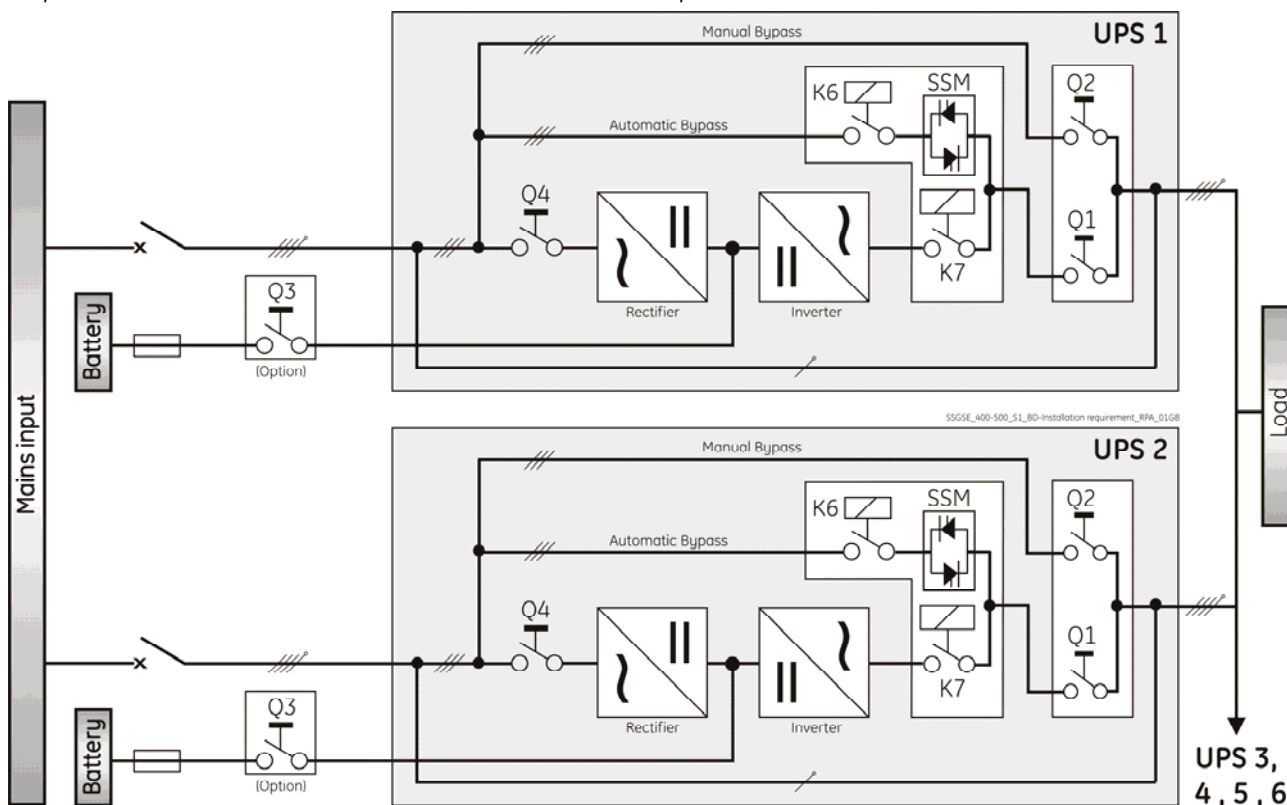 Manual Bypass
UPS 1
K6
SSM
Q2
Automatic Bypass
Q4
Q1
K7
Q3
Rectifier
Inverter
(Option)
Battery
Mains input
Load
SSGSE_400-500_S1_BD-Installation requirement_RPA_01GB
Manual Bypass
UPS 2
K6
SSM
Q2
Automatic Bypass
Q4
Q1
K7
Q3
Rectifier
Inverter
(Option)
Battery
UPS 3,
4 , 5 , 6